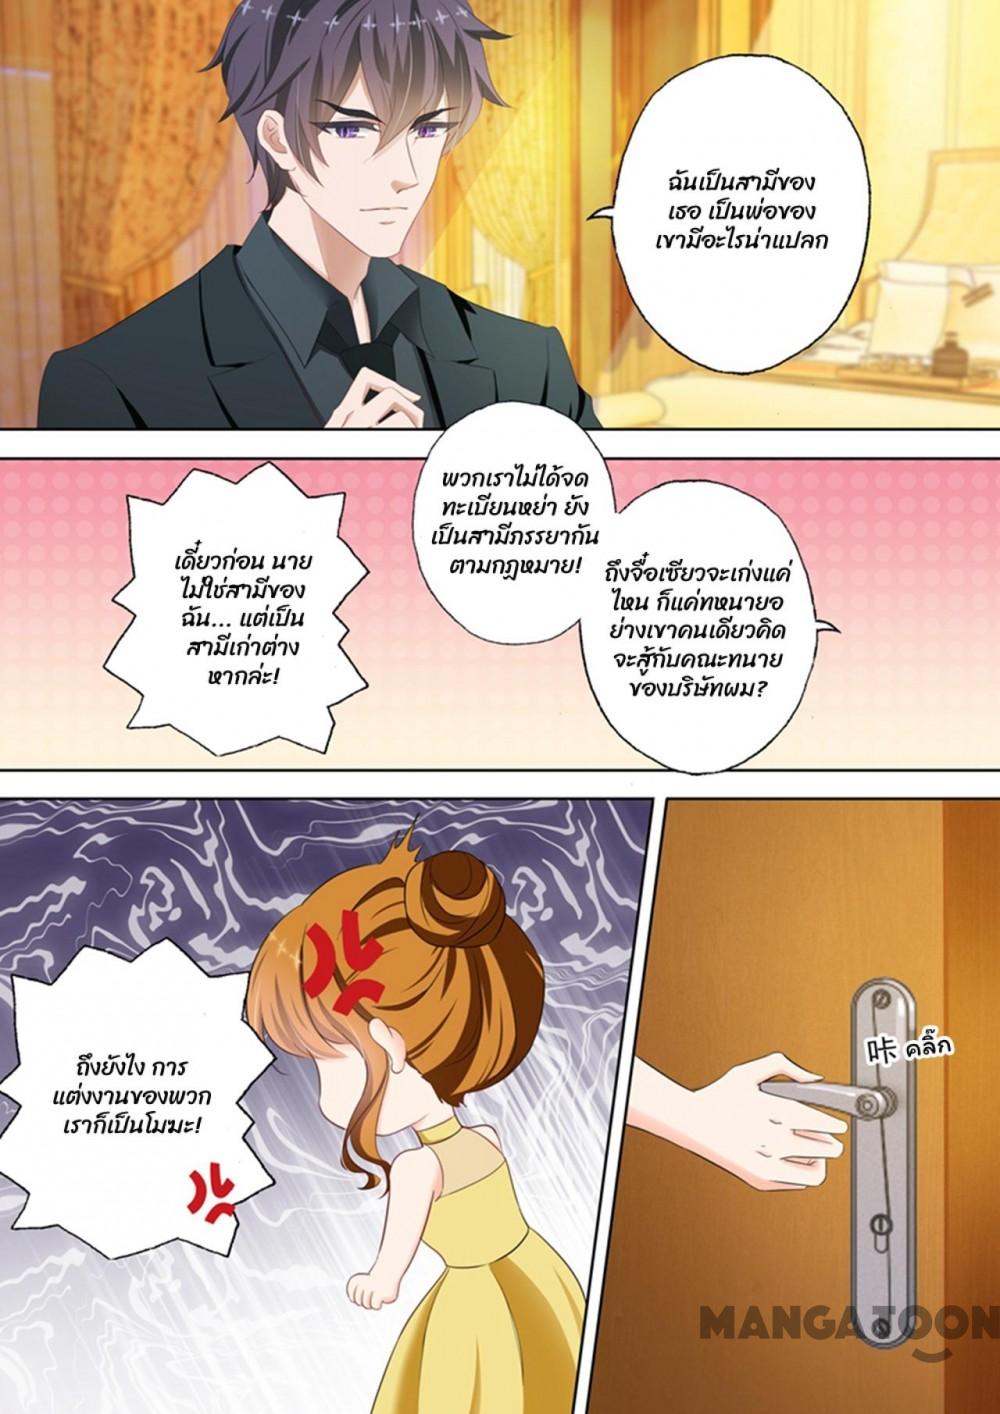 ฉันเป็นสามีของ
เธอ เป็นพ่อของ
เขามีอะไรน่าแปลก
เดี๋ยวก่อน นาย
ไม่ใช่สามีของ
ฉัน... แต่เป็น
สามีเก่าต่าง
หากล่ะ!
พวกเราไม่ได้จด
ทะเบียนหย่า ยัง
เป็นสามีภรรยากัน
ตามกฎหมาย!
ถึงจื่อเซียวจะเก่งแค่
ไหน ก็แค่ทหนายอ
ย่างเขาคนเดียวคิด
จะสู้กับคณะทนาย
ของบริษัทผม?
ถึงยังไง การ
แต่งงานของพวก
เราก็เป็นโมฆะ!
咔 คลิ๊ก
MANGATOON